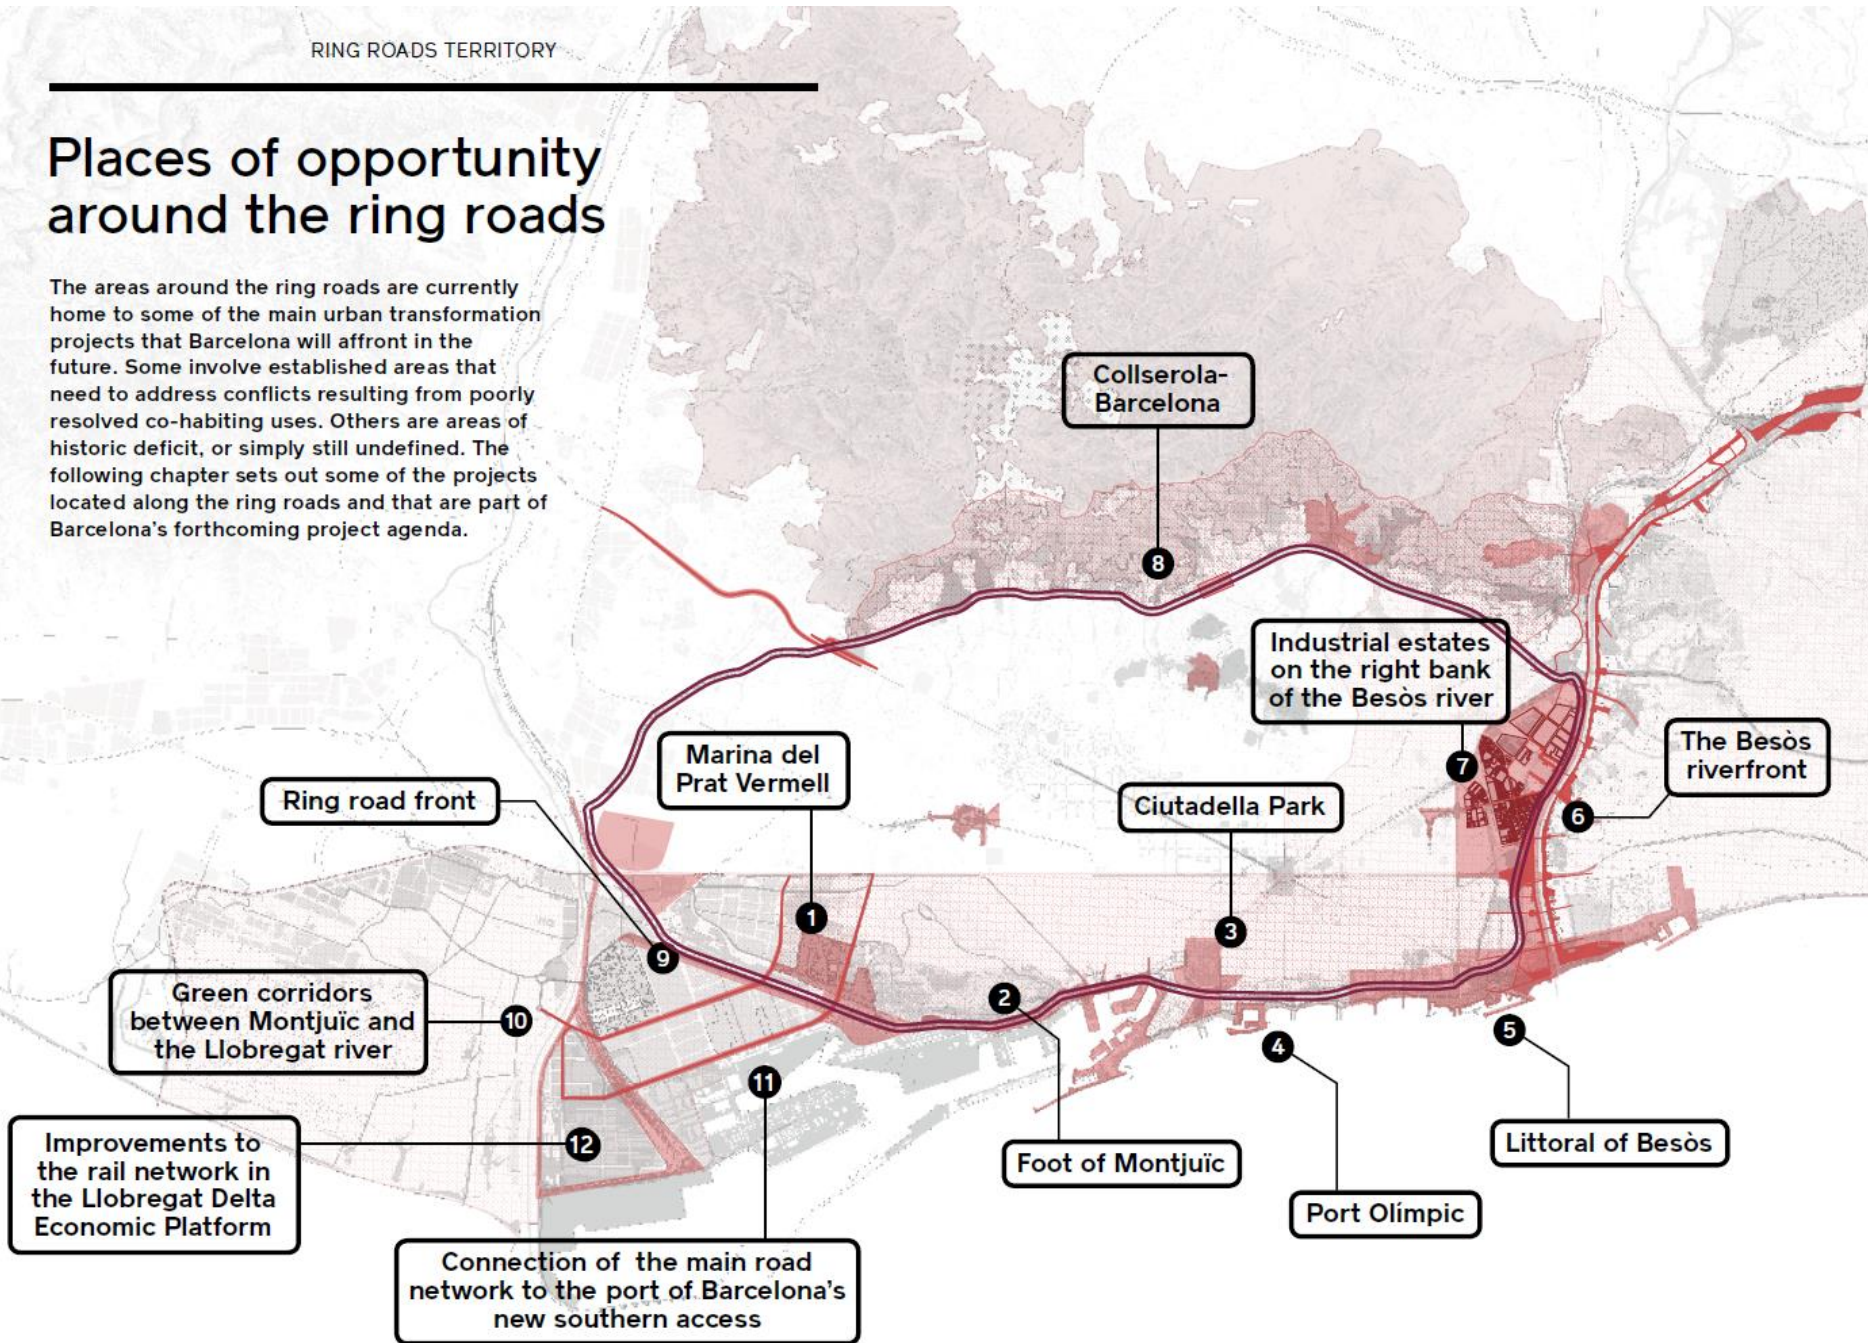 RING ROADS TERRITORY
Places of opportunity
around the ring roads
The areas around the ring roads are currently
home to some of the main urban transformation
projects that Barcelona will affront in the
future. Some involve established areas that
need to address conflicts resulting from poorly
resolved co-habiting uses. Others are areas of
historic deficit, or simply still undefined. The
following chapter sets out some of the projects
located along the ring roads and that are part of
Barcelona's forthcoming project agenda.
Collserola-
Barcelona
8
Industrial estates
on the right bank
of the Besòs river
7
The Besòs
riverfront
6
Marina del
Prat Vermell
1
Ring road front
9
Ciutadella Park
3
Green corridors
between Montjuïc and
the Llobregat river
10
2
Foot of Montjuïc
4
Port Olímpic
5
Littoral of Besòs
11
Connection of the main road
network to the port of Barcelona's
new southern access
12
Improvements to
the rail network in
the Llobregat Delta
Economic Platform